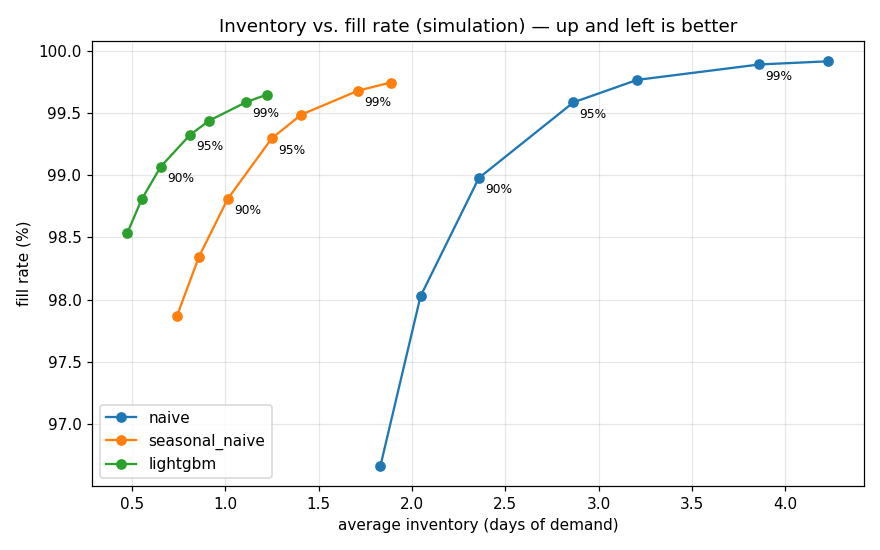 Inventory vs. fill rate (simulation) — up and left is better
100.0
99.5
99.0
98.5
98.0
97.5
97.0
fill rate (%)
99%
95%
90%
99%
95%
90%
99%
95%
90%
naive
seasonal_naive
lightgbm
0.5 1.0 1.5 2.0 2.5 3.0 3.5 4.0
average inventory (days of demand)